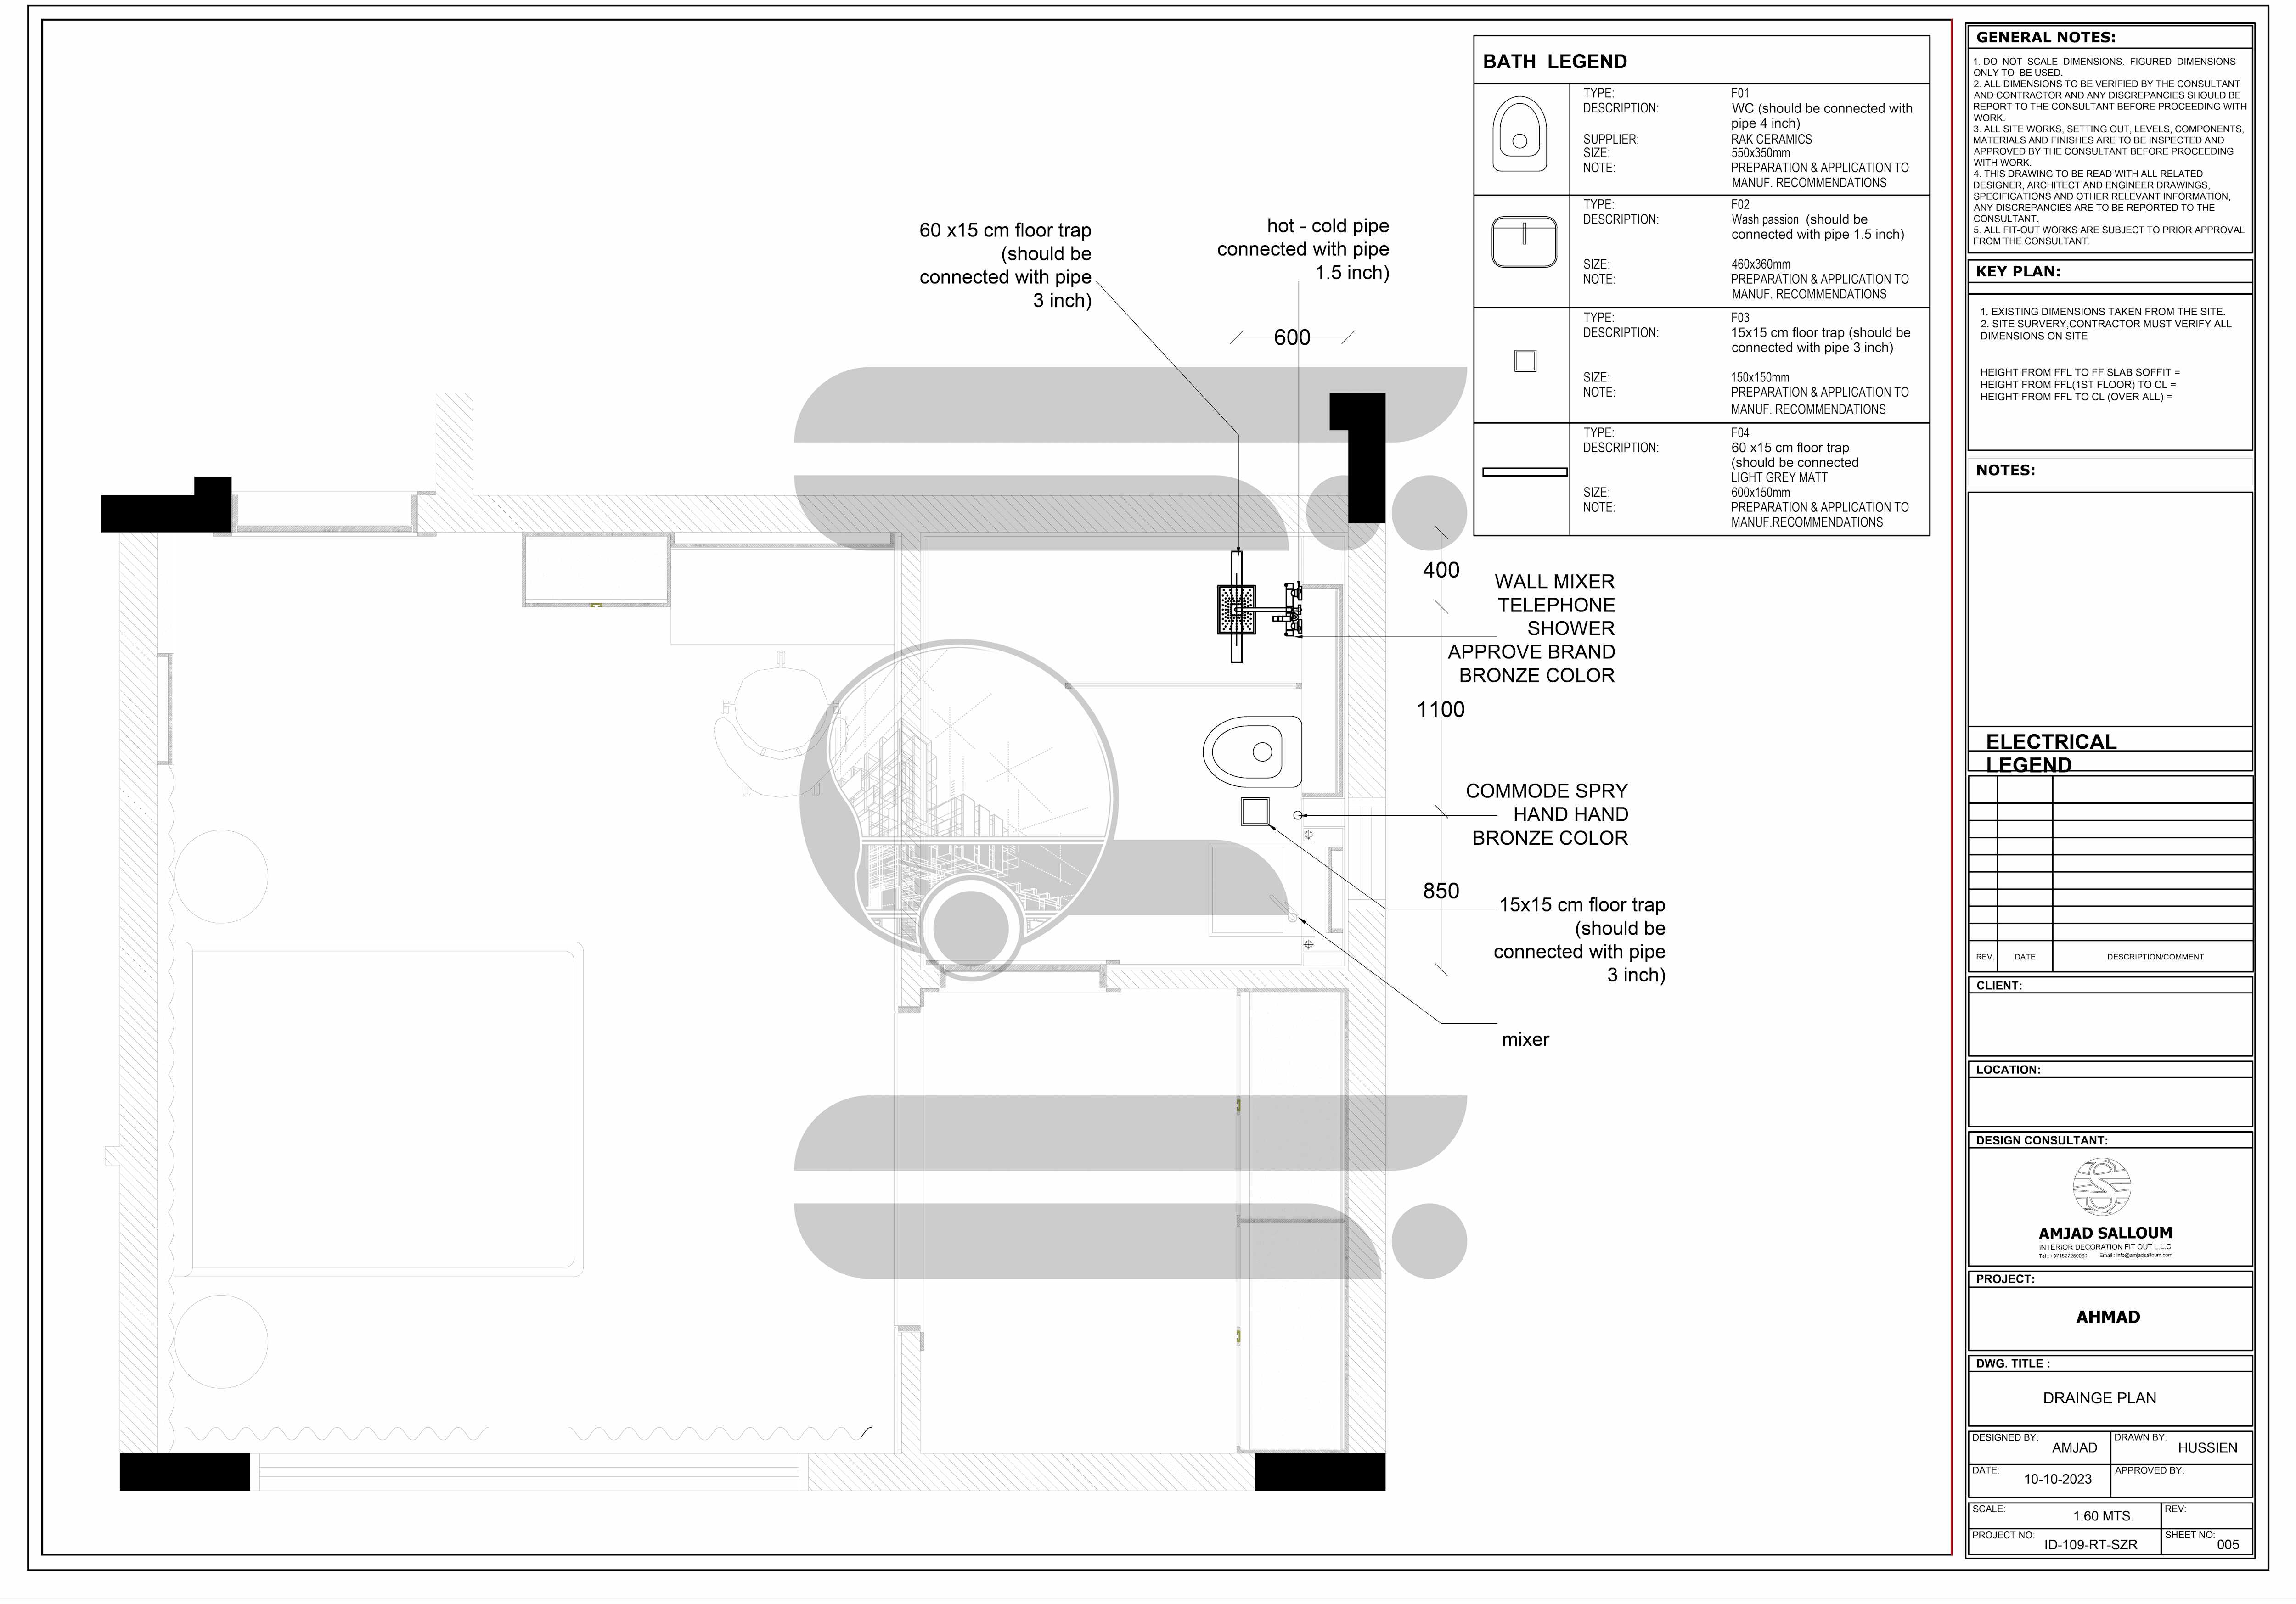 60 x15 cm floor trap
(should be
connected with pipe
3 inch)
hot - cold pipe
connected with pipe
1.5 inch)
600
400
WALL MIXER
TELEPHONE
SHOWER
APPROVE BRAND
BRONZE COLOR
1100
COMMODE SPRY
HAND HAND
BRONZE COLOR
850
15x15 cm floor trap
(should be
connected with pipe
3 inch)
mixer
BATH LEGEND
TYPE: F01
DESCRIPTION: WC (should be connected with
pipe 4 inch)
SUPPLIER: RAK CERAMICS
SIZE: 550x350mm
NOTE: PREPARATION & APPLICATION TO
MANUF. RECOMMENDATIONS
TYPE: F02
DESCRIPTION: Wash passion (should be
connected with pipe 1.5 inch)
SIZE: 460x360mm
NOTE: PREPARATION & APPLICATION TO
MANUF. RECOMMENDATIONS
TYPE: F03
DESCRIPTION: 15x15 cm floor trap (should be
connected with pipe 3 inch)
SIZE: 150x150mm
NOTE: PREPARATION & APPLICATION TO
MANUF. RECOMMENDATIONS
TYPE: F04
DESCRIPTION: 60 x15 cm floor trap
(should be connected
LIGHT GREY MATT
SIZE: 600x150mm
NOTE: PREPARATION & APPLICATION TO
MANUF.RECOMMENDATIONS
GENERAL NOTES:
1. DO NOT SCALE DIMENSIONS. FIGURED DIMENSIONS
ONLY TO BE USED.
2. ALL DIMENSIONS TO BE VERIFIED BY THE CONSULTANT
AND CONTRACTOR AND ANY DISCREPANCIES SHOULD BE
REPORT TO THE CONSULTANT BEFORE PROCEEDING WITH
WORK.
3. ALL SITE WORKS, SETTING OUT, LEVELS, COMPONENTS,
MATERIALS AND FINISHES ARE TO BE INSPECTED AND
APPROVED BY THE CONSULTANT BEFORE PROCEEDING
WITH WORK.
4. THIS DRAWING TO BE READ WITH ALL RELATED
DESIGNER, ARCHITECT AND ENGINEER DRAWINGS,
SPECIFICATIONS AND OTHER RELEVANT INFORMATION,
ANY DISCREPANCIES ARE TO BE REPORTED TO THE
CONSULTANT.
5. ALL FIT-OUT WORKS ARE SUBJECT TO PRIOR APPROVAL
FROM THE CONSULTANT.
KEY PLAN:
1. EXISTING DIMENSIONS TAKEN FROM THE SITE.
2. SITE SURVERY,CONTRACTOR MUST VERIFY ALL
DIMENSIONS ON SITE
HEIGHT FROM FFL TO FF SLAB SOFFIT =
HEIGHT FROM FFL(1ST FLOOR) TO CL =
HEIGHT FROM FFL TO CL (OVER ALL) =
NOTES:
ELECTRICAL
LEGEND
REV. DATE DESCRIPTION/COMMENT
CLIENT:
LOCATION:
DESIGN CONSULTANT:
AMJAD SALLOUM
INTERIOR DECORATION FIT OUT L.L.C
Tel : +971527250060 Email : info@amjadsalloum.com
PROJECT:
AHMAD
DWG. TITLE :
DRAINGE PLAN
DESIGNED BY: AMJAD DRAWN BY: HUSSIEN
DATE: 10-10-2023 APPROVED BY:
SCALE: 1:60 MTS. REV:
PROJECT NO: ID-109-RT-SZR SHEET NO: 005